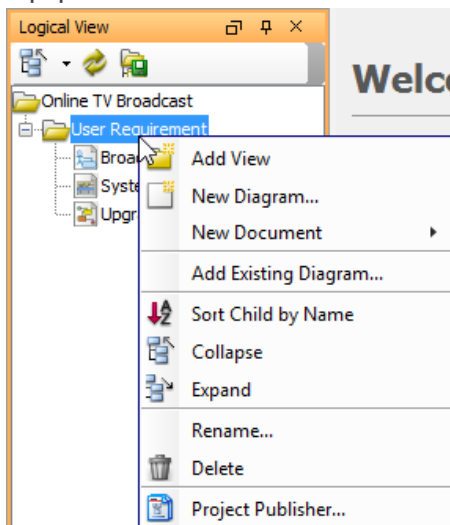 Logical View
Welc
Online TV Broadcast
User Requirement
Broa
Syste
Upgr
Add View
New Diagram...
New Document
Add Existing Diagram...
Sort Child by Name
Collapse
Expand
Rename...
Delete
Project Publisher...